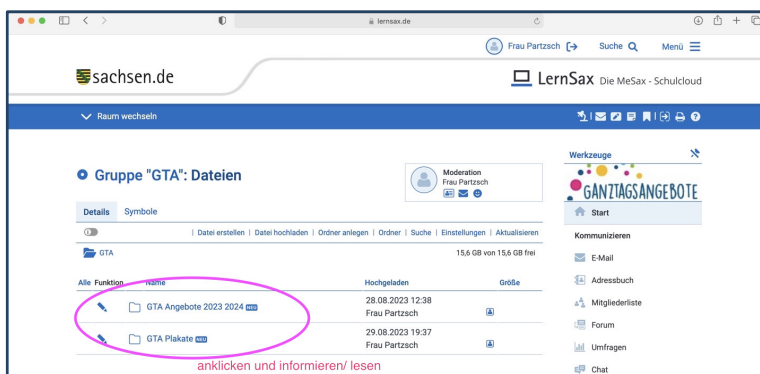 lernsax.de
Frau Partzsch Suche Menü
sachsen.de
LernSax Die MeSax - Schulcloud
Raum wechseln
Werkzeuge
Gruppe "GTA": Dateien
Moderation
Frau Partzsch
GANZTAGSANGEBOTE
Details Symbole
Start
| Datei erstellen | Datei hochladen | Ordner anlegen | Ordner | Suche | Einstellungen | Aktualisieren
Kommunizieren
GTA
15,6 GB von 15,6 GB frei
E-Mail
Alle Funktion Name Hochgeladen Größe
Adressbuch
GTA Angebote 2023 2024 NEU
28.08.2023 12:38
Frau Partzsch
Mitgliederliste
Forum
GTA Plakate NEU
29.08.2023 19:37
Frau Partzsch
Umfragen
anklicken und informieren/ lesen
Chat